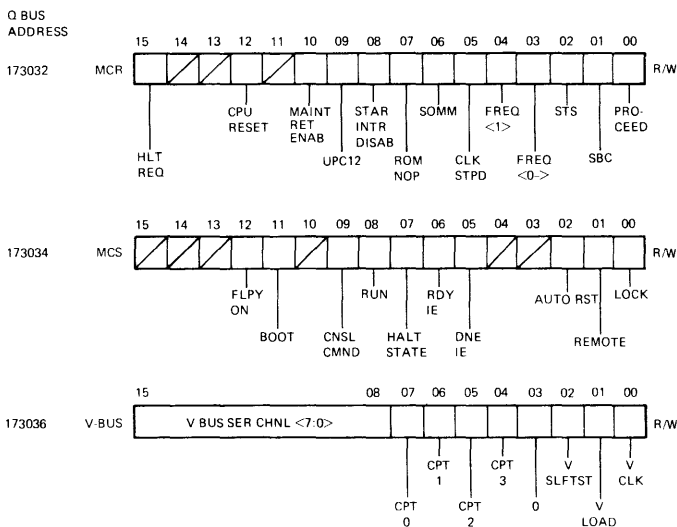 Q BUS
ADDRESS
15 14 13 12 11 10 09 08 07 06 05 04 03 02 01 00
173032 MCR R/W
HLT
REQ
CPU
RESET
MAINT
RET
ENAB
UPC12
STAR
INTR
DISAB
ROM
NOP
SOMM
CLK
STPD
FREQ
<1>
FREQ
<0->
STS
SBC
PRO-
CEED
15 14 13 12 11 10 09 08 07 06 05 04 03 02 01 00
173034 MCS R/W
FLPY
ON
BOOT
CNSL
CMND
RUN
HALT
STATE
RDY
IE
DNE
IE
AUTO RST
REMOTE
LOCK
15 08 07 06 05 04 03 02 01 00
173036 V-BUS V BUS SER CHNL <7:0> R/W
CPT
0
CPT
1
CPT
2
CPT
3
0
V
SLFTST
V
LOAD
V
CLK